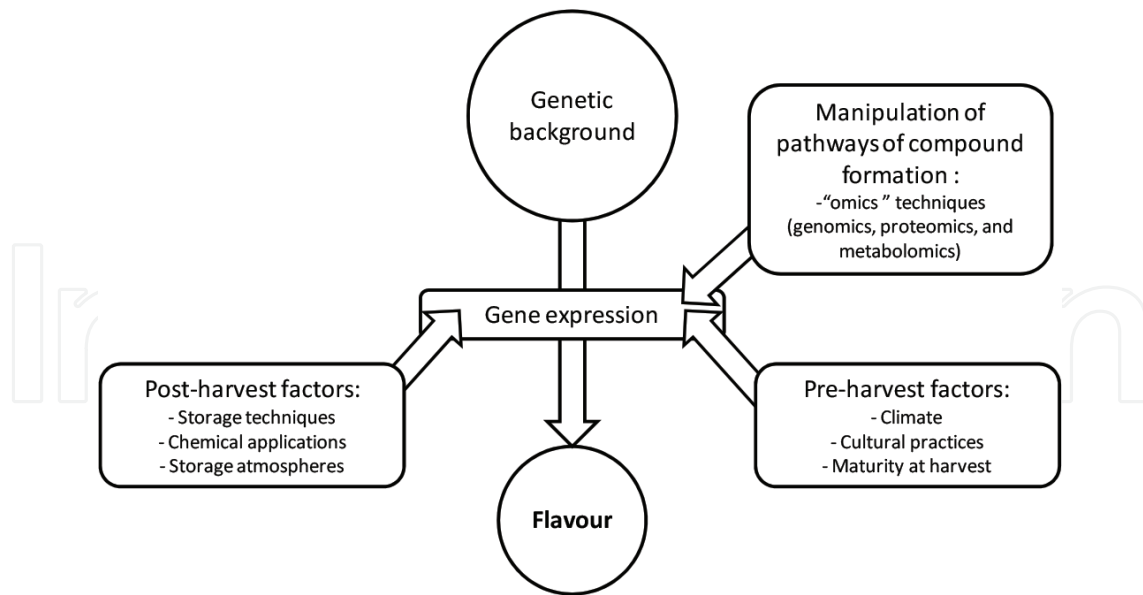 Genetic
background
Manipulation of
pathways of compound
formation :
-“omics ” techniques
(genomics, proteomics, and
metabolomics)
Gene expression
Post-harvest factors:
- Storage techniques
- Chemical applications
- Storage atmospheres
Pre-harvest factors:
- Climate
- Cultural practices
- Maturity at harvest
Flavour